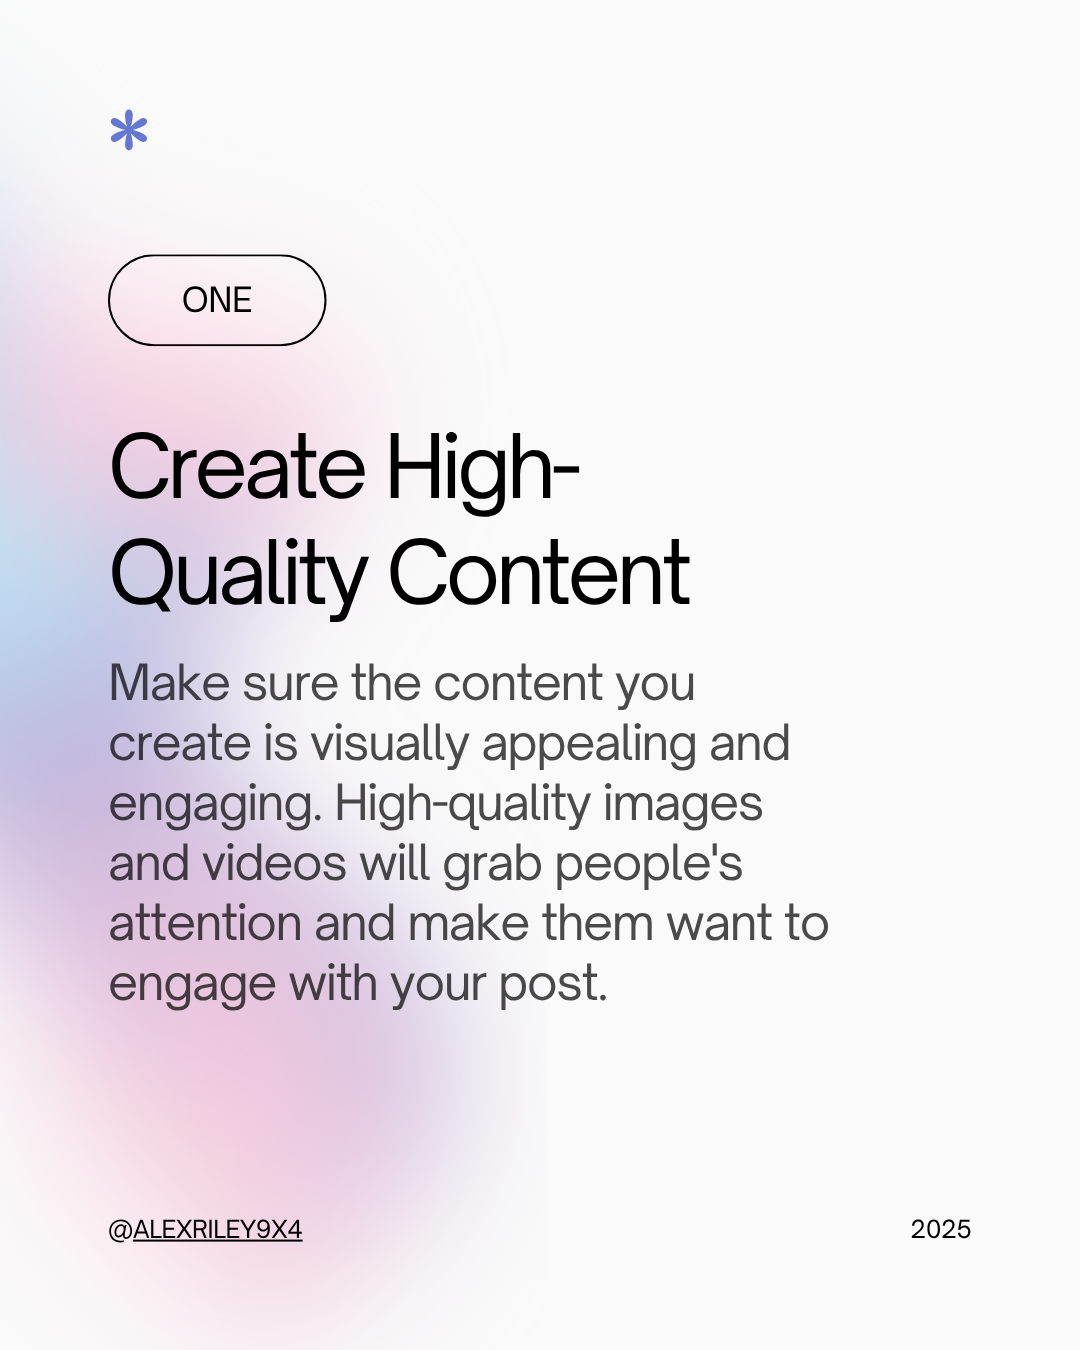 *
ONE
Create High-
Quality Content
Make sure the content you
create is visually appealing and
engaging. High-quality images
and videos will grab people's
attention and make them want to
engage with your post.
@ALEXRILEY9X4
2025